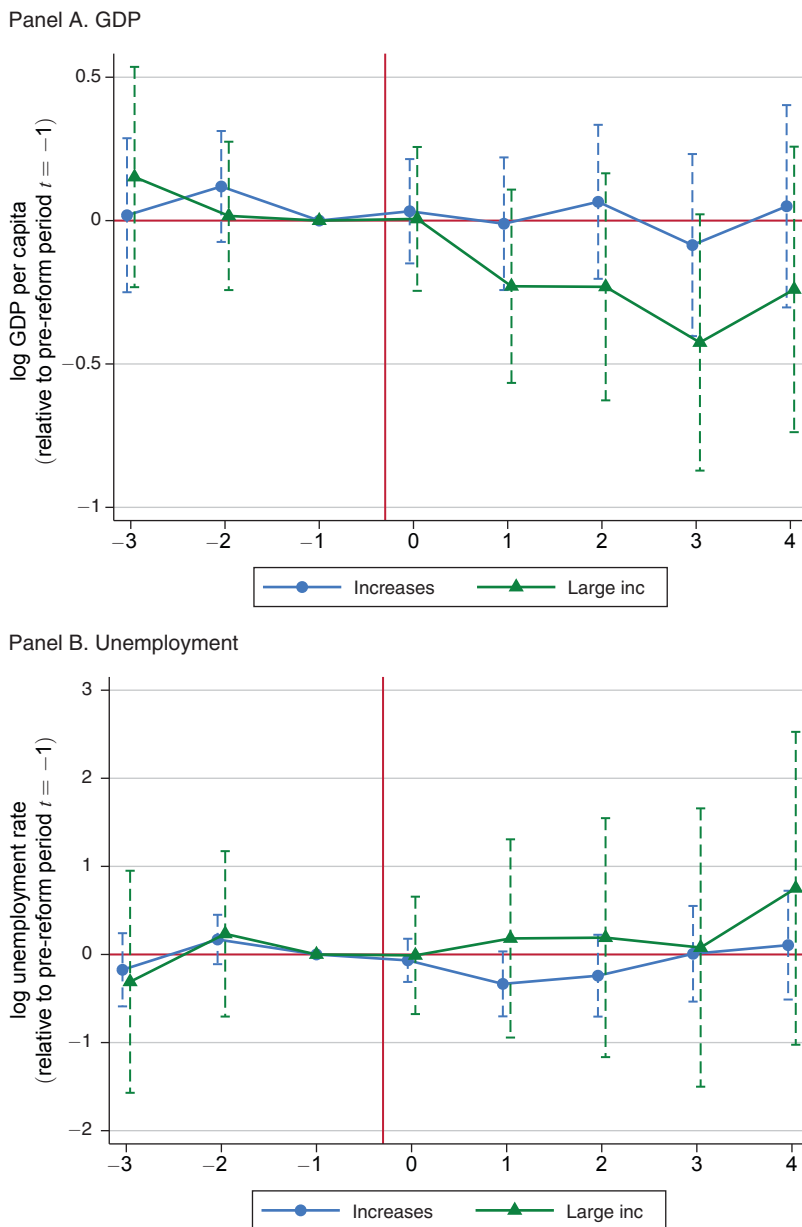 Panel A. GDP
log GDP per capita
(relative to pre-reform period t = −1)
0.5
0
−0.5
−1
−3 −2 −1 0 1 2 3 4
Increases Large inc
Panel B. Unemployment
log unemployment rate
(relative to pre-reform period t = −1)
3
2
1
0
−1
−2
−3 −2 −1 0 1 2 3 4
Increases Large inc